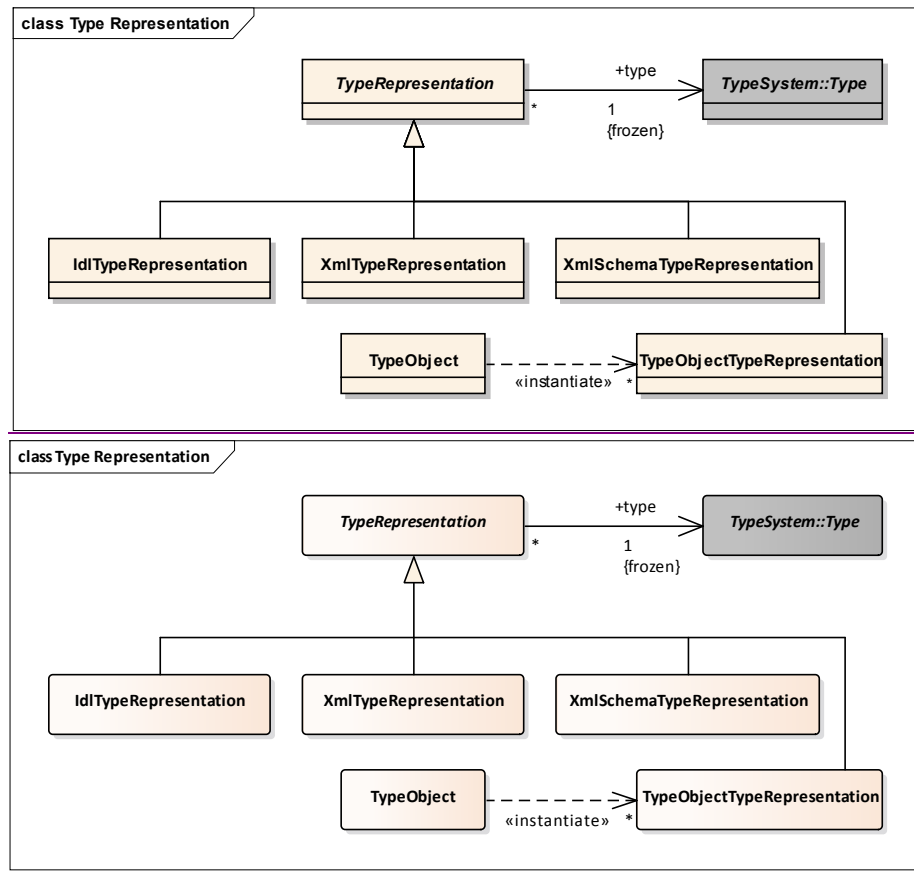 class Type Representation
TypeRepresentation
+type
TypeSystem::Type
*
1
{frozen}
IdlTypeRepresentation
XmlTypeRepresentation
XmlSchemaTypeRepresentation
TypeObject
TypeObjectTypeRepresentation
«instantiate»
*
class Type Representation
TypeRepresentation
+type
TypeSystem::Type
*
1
{frozen}
IdlTypeRepresentation
XmlTypeRepresentation
XmlSchemaTypeRepresentation
TypeObject
TypeObjectTypeRepresentation
«instantiate»
*